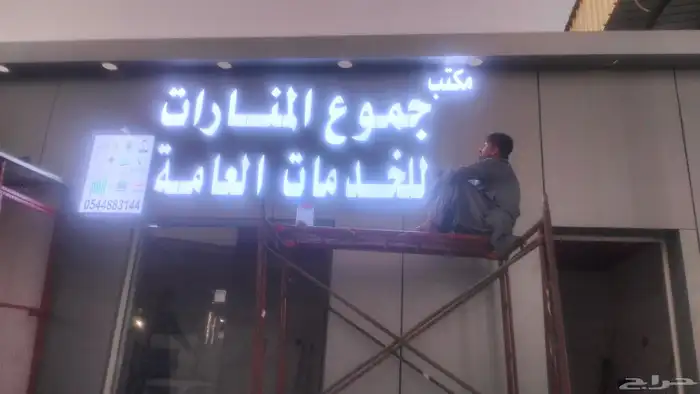 مكتب
جموع المنارات
للخدمات العامة
0544883144
حراج